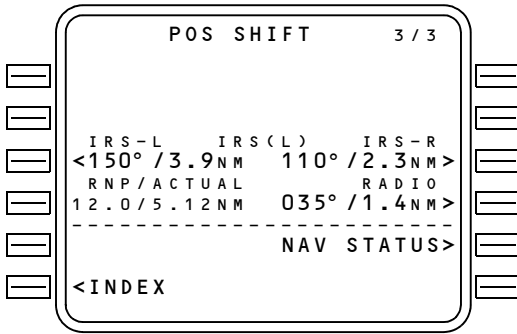 POS SHIFT 3/3
IRS-L IRS(L) IRS-R
<150°/3.9NM 110°/2.3NM>
RNP/ACTUAL RADIO
12.0/5.12NM 035°/1.4NM>
------------------------
NAV STATUS>
<INDEX